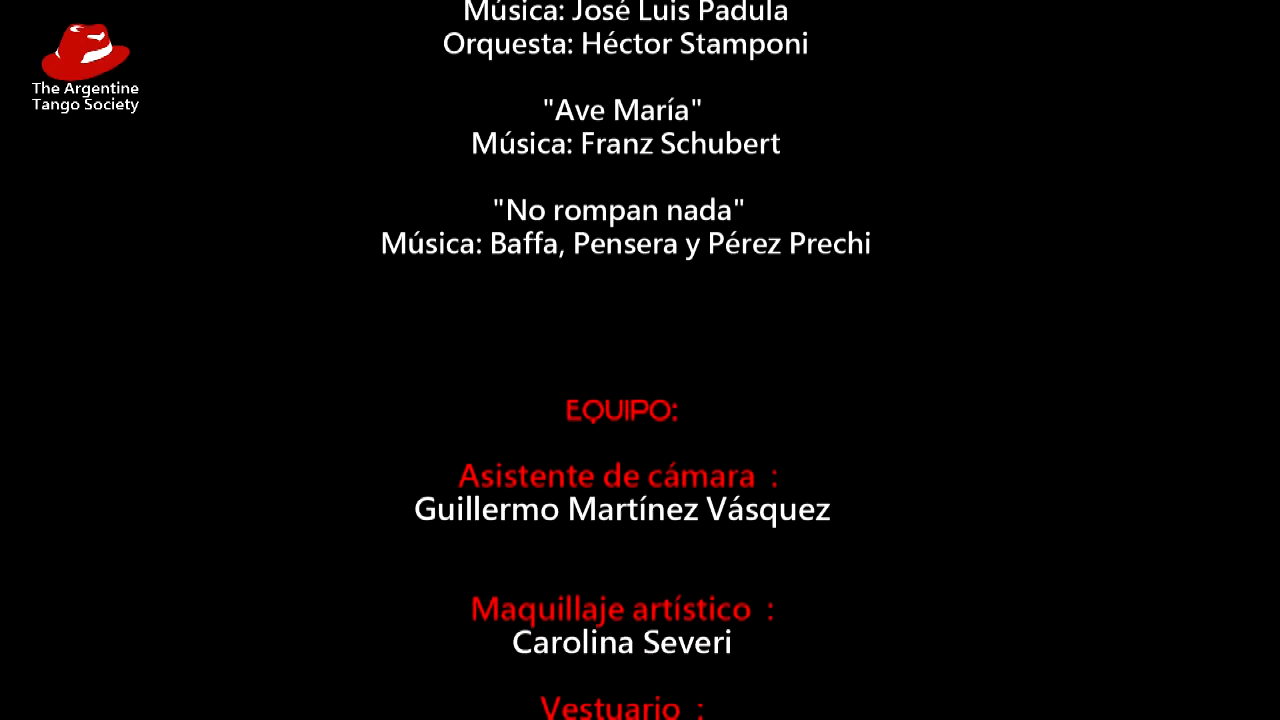 Música: José Luis Padula
Orquesta: Héctor Stamponi
The Argentine
Tango Society
"Ave María"
Música: Franz Schubert
"No rompan nada"
Música: Baffa, Pensera y Pérez Prechi
EQUIPO:
Asistente de cámara :
Guillermo Martínez Vásquez
Maquillaje artístico :
Carolina Severi
Vestuario :